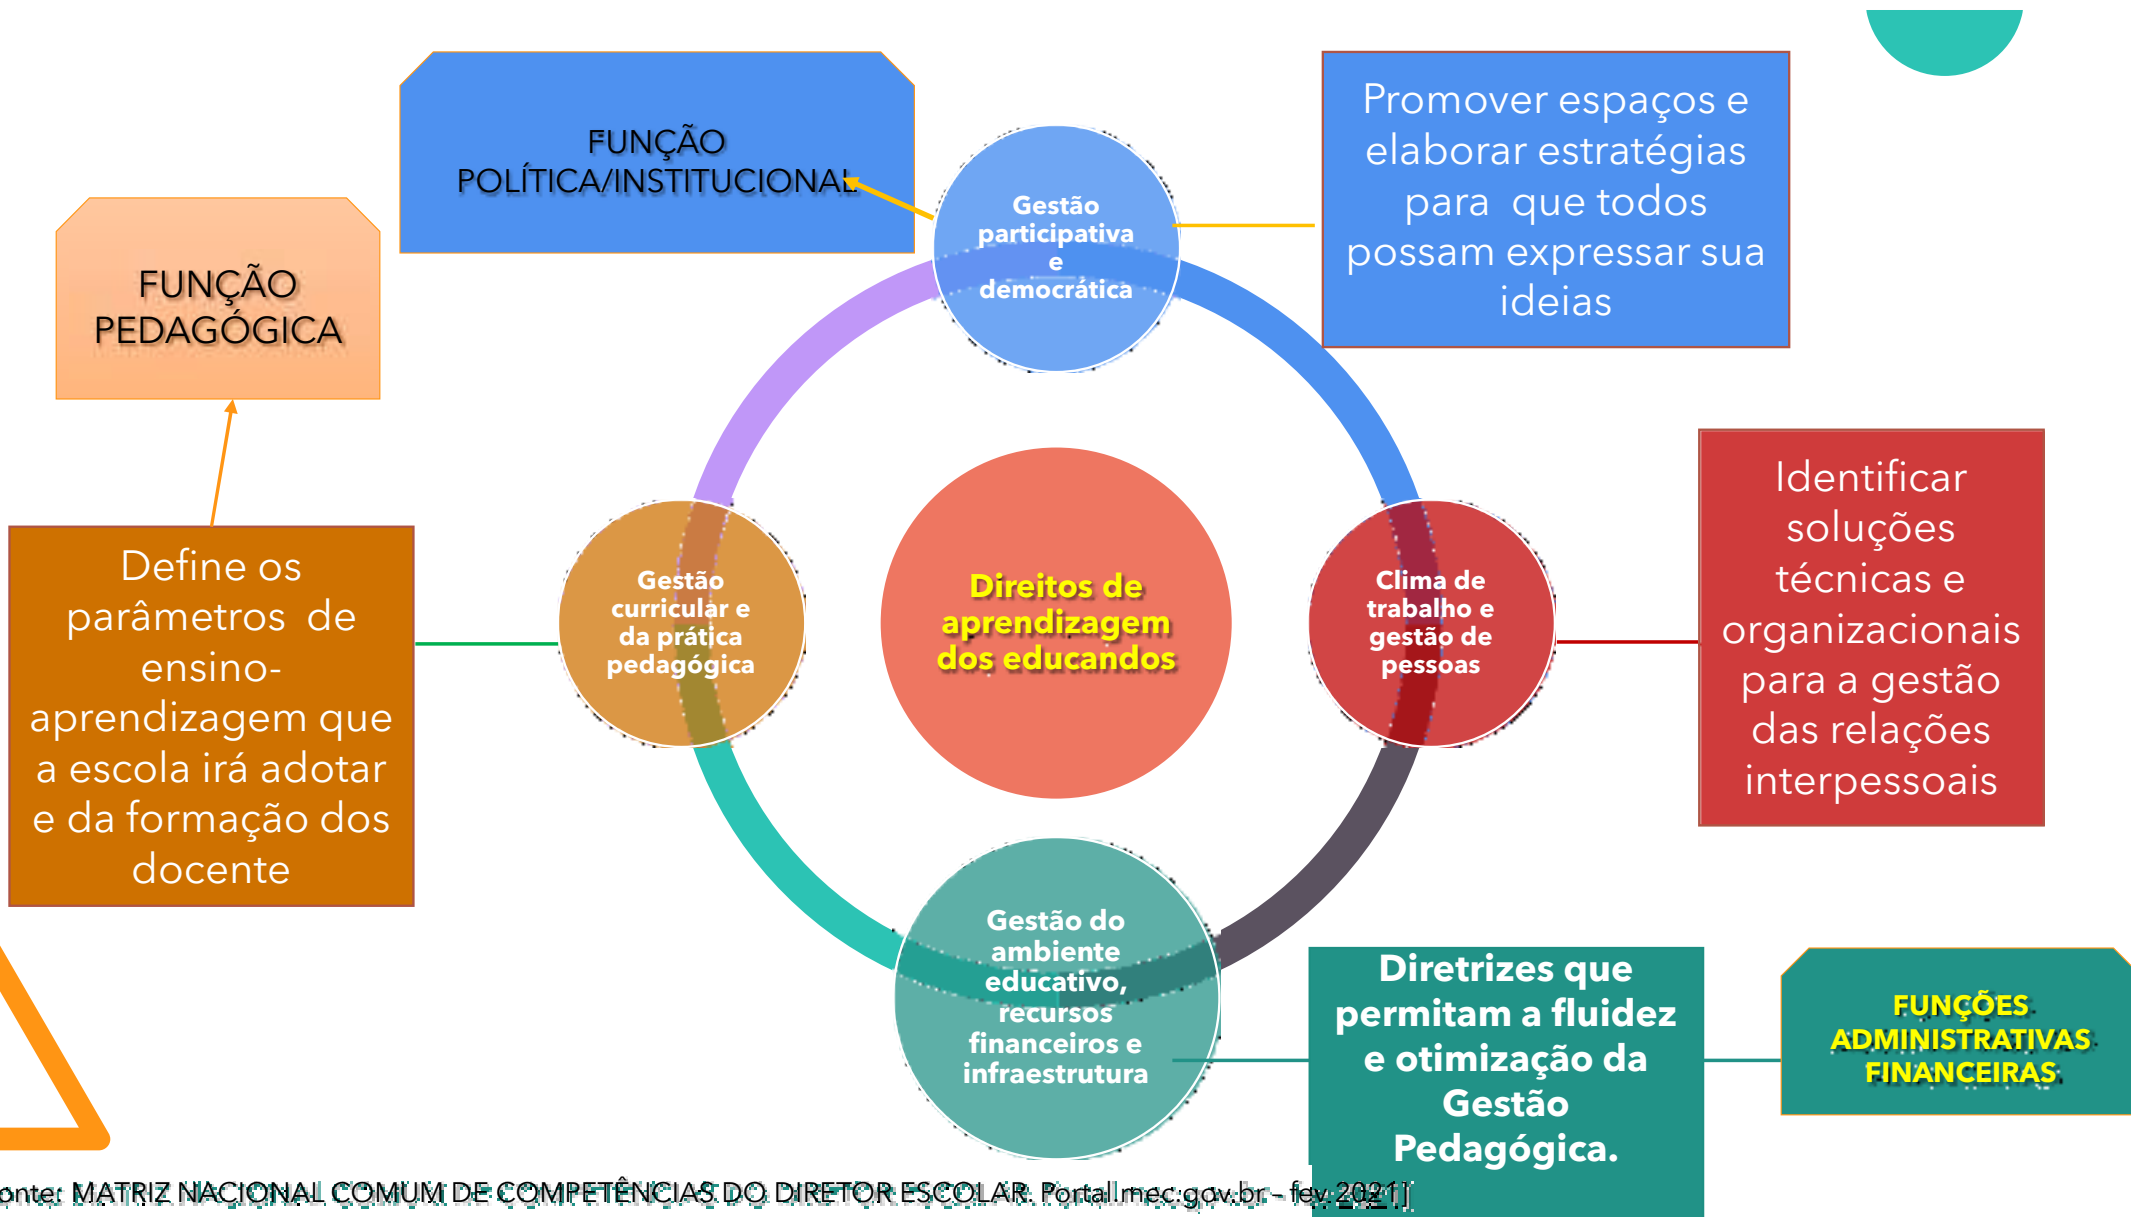 FUNÇÃO
POLÍTICA/INSTITUCIONAL
Promover espaços e
elaborar estratégias
para que todos
possam expressar sua
ideias
Gestão
participativa
e
democrática
FUNÇÃO
PEDAGÓGICA
Define os
parâmetros de
ensino-
aprendizagem que
a escola irá adotar
e da formação dos
docente
Gestão
curricular e
da prática
pedagógica
Direitos de
aprendizagem
dos educandos
Clima de
trabalho e
gestão de
pessoas
Identificar
soluções
técnicas e
organizacionais
para a gestão
das relações
interpessoais
Gestão do
ambiente
educativo,
recursos
financeiros e
infraestrutura
Diretrizes que
permitam a fluidez
e otimização da
Gestão
Pedagógica.
FUNÇÕES
ADMINISTRATIVAS
FINANCEIRAS
onte: MATRIZ NACIONAL COMUM DE COMPETÊNCIAS DO DIRETOR ESCOLAR. Portal.mec.gov.br – fev. 2021]